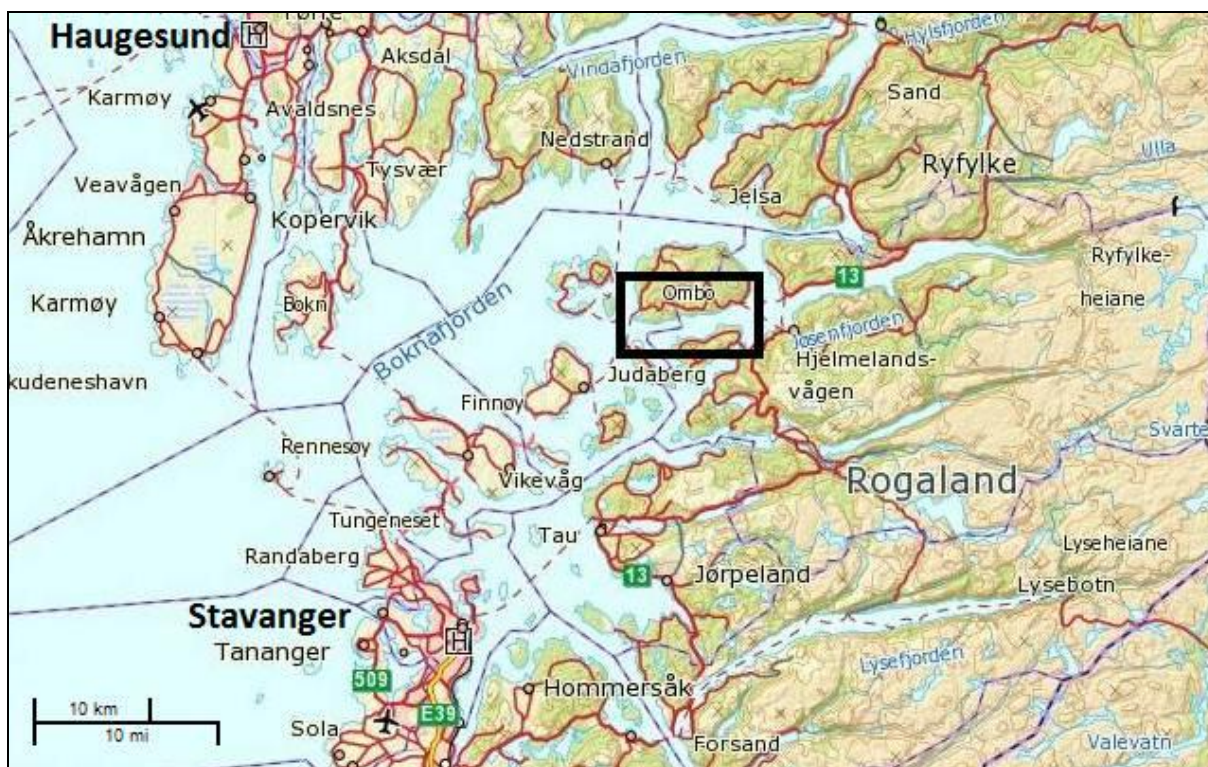 Haugesund
H
Aksdal
Hylsfjorden
Vindafjorden
Karmøy
Avaldsnes
Sand
Nedstrand
Tysvær
Ryfylke
Ulla
Veavågen
Jelsa
Kopervik
Åkrehamn
13
Ryfylke-
heiane
Ombo
Karmøy
Bokn
Boknafjorden
Jøsenfjorden
Hjelmelands-
vågen
kudeneshavn
Judaberg
Finnøy
Svarte
Rennesøy
Rogaland
Vikevåg
Tungeneset
Tau
Randaberg
Lyseheiane
13
Jørpeland
Lysebotn
Stavanger
H
Tananger
Lysefjorden
509
Hommersåk
10 km
10 mi
Sola
E39
Forsand
Valevatn